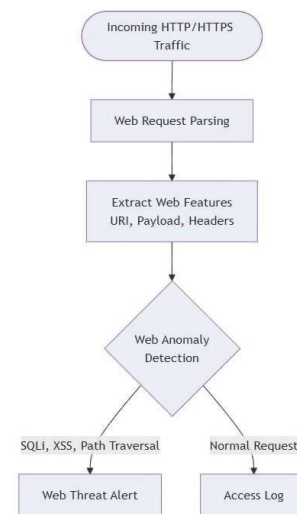 Incoming HTTP/HTTPS
Traffic
Web Request Parsing
Extract Web Features
URI, Payload, Headers
Web Anomaly
Detection
SQLi, XSS, Path Traversal
Normal Request
Web Threat Alert
Access Log